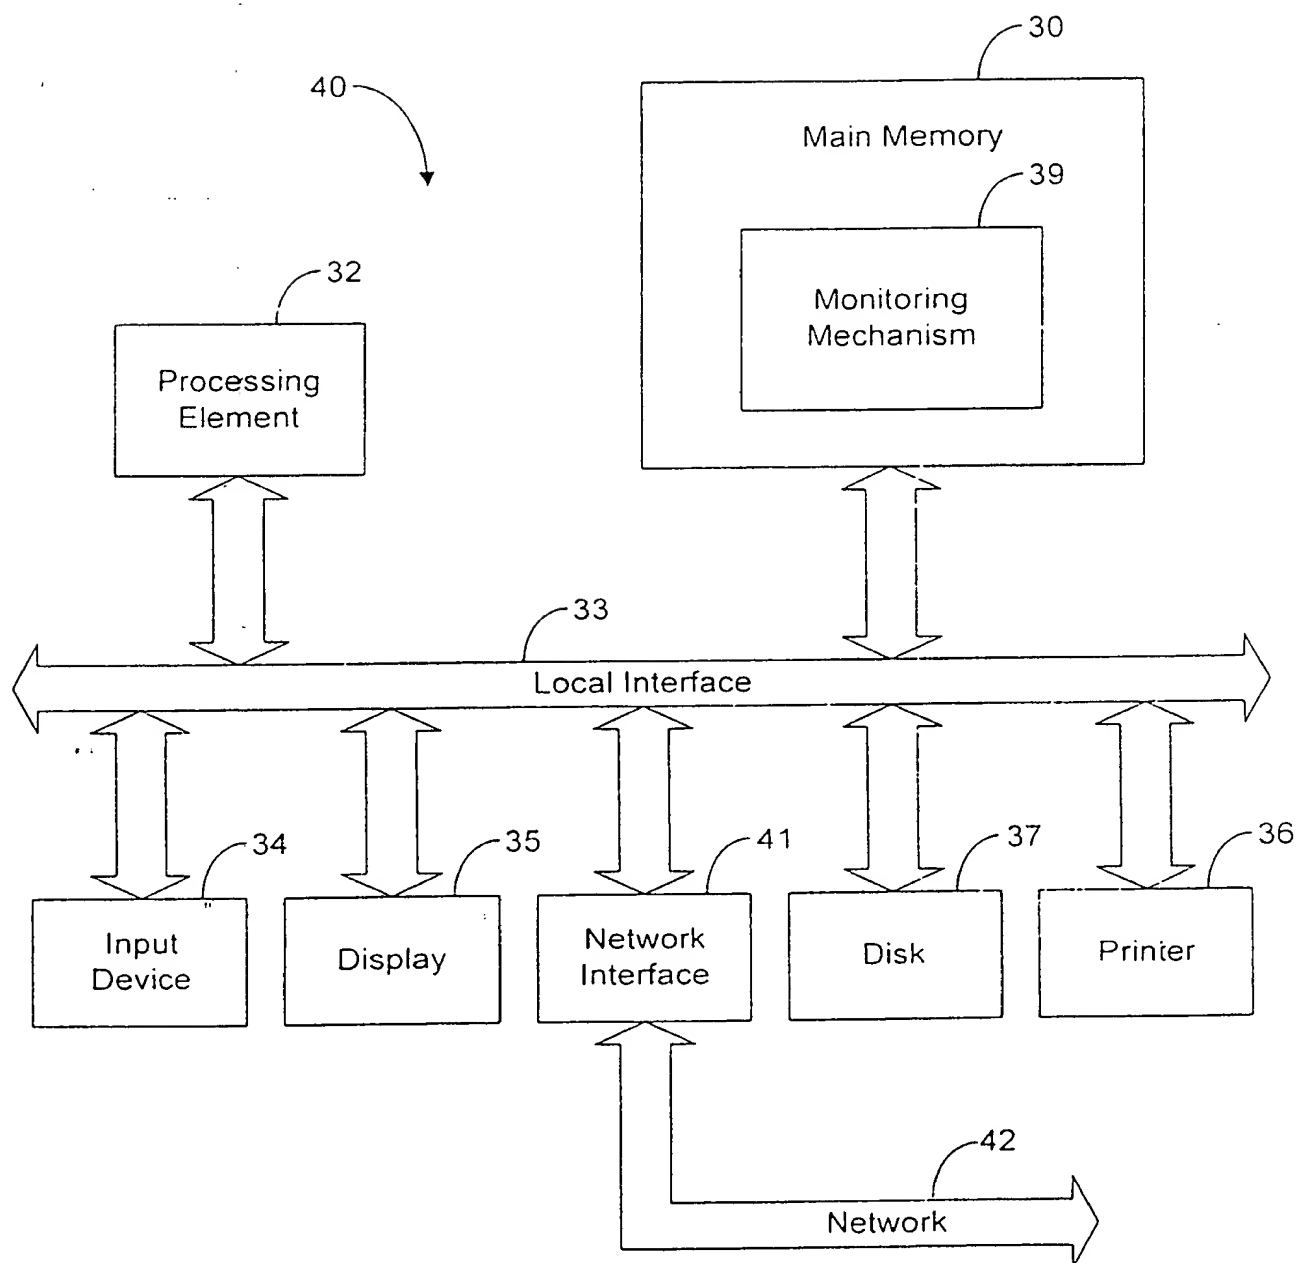 30
40
Main Memory
39
32
Monitoring
Mechanism
Processing
Element
33
Local Interface
34
35
41
37
36
Input
Device
Display
Network
Interface
Disk
Printer
42
Network